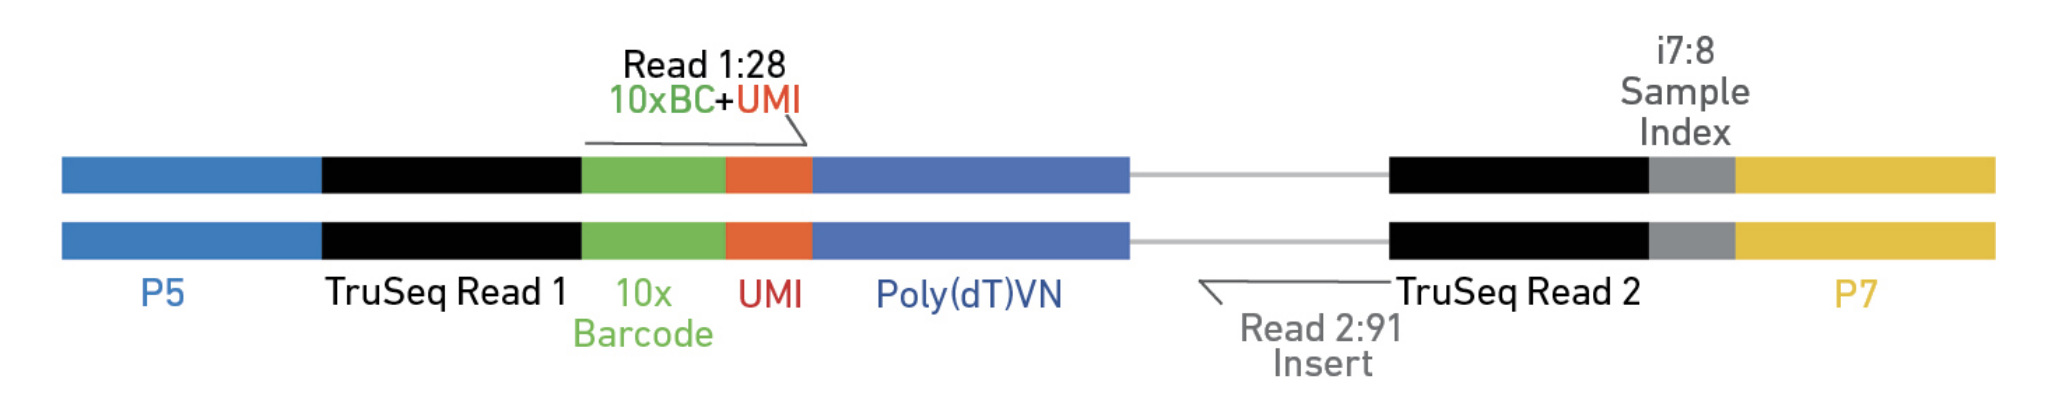 Read 1:28
10xBC+UMI
i7:8
Sample
Index
P5
TruSeq Read 1
10x
Barcode
UMI
Poly(dT)VN
Read 2:91
Insert
TruSeq Read 2
P7